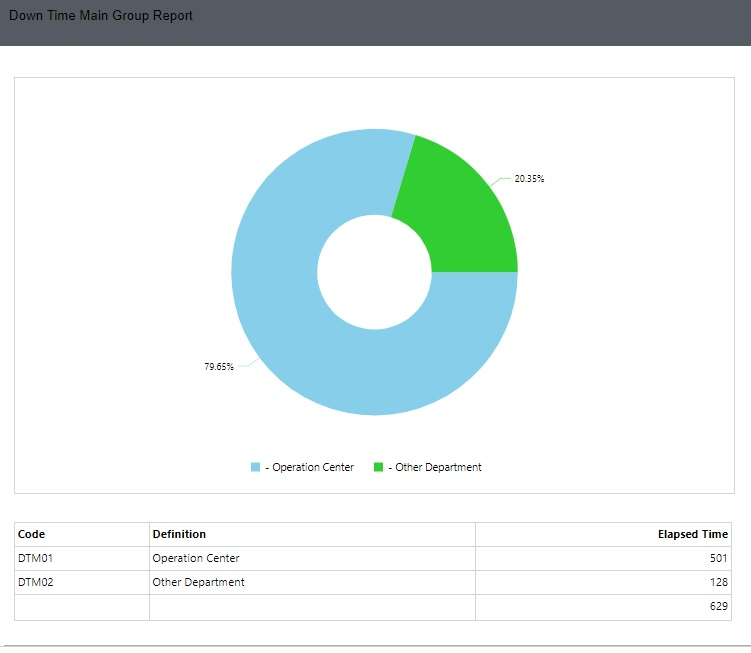 Down Time Main Group Report
20.35%
79.65%
- Operation Center - Other Department
Code Definition Elapsed Time
DTM01 Operation Center 501
DTM02 Other Department 128
629